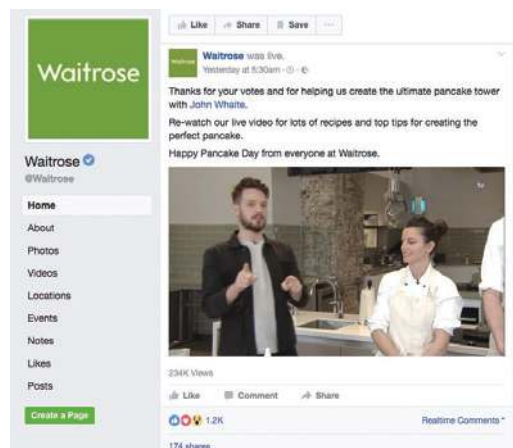 Like Share Save
Waitrose
Waitrose was live.
Yesterday at 5:30am
Thanks for your votes and for helping us create the ultimate pancake tower
with John Whaite.
Re-watch our live video for lots of recipes and top tips for creating the
perfect pancake.
Happy Pancake Day from everyone at Waitrose.
Waitrose
@Waitrose
Home
About
Photos
Videos
Locations
Events
Notes
Likes
Posts
Create a Page
234K Views
Like Comment Share
1.2K Realtime Comments
174 shares